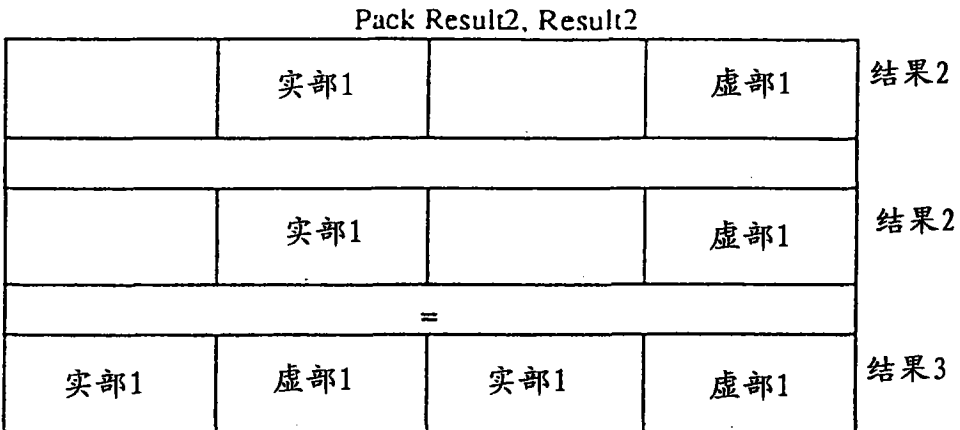 Pack Result2, Result2
实部1 虚部1 结果2
实部1 虚部1 结果2
=
实部1 虚部1 实部1 虚部1 结果3